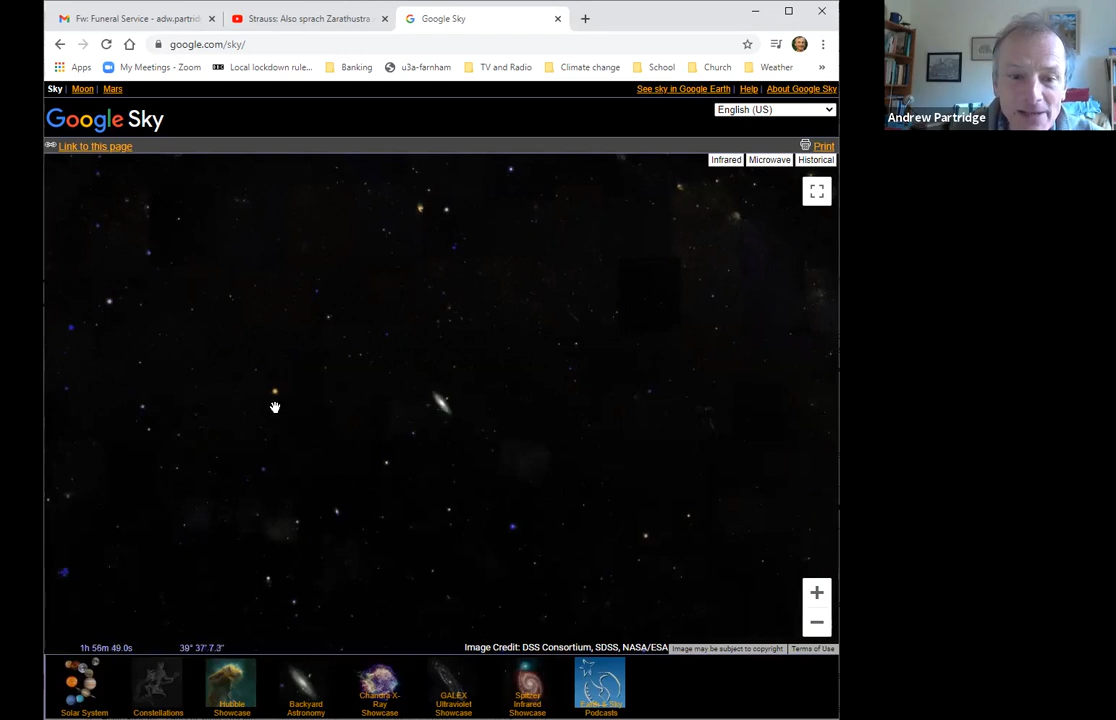 Fw: Funeral Service - adw.partrid
Strauss: Also sprach Zarathustra
Google Sky
google.com/sky/
Apps
My Meetings - Zoom
Local lockdown rule...
Banking
u3a-farnham
TV and Radio
Climate change
School
Church
Weather
»
Sky | Moon | Mars
See sky in Google Earth | Help | About Google Sky
Google Sky
English (US)
Link to this page
Print
Infrared
Microwave
Historical
Andrew Partridge
+
−
1h 56m 49.0s
39° 37' 7.3"
Image Credit: DSS Consortium, SDSS, NASA/ESA
Image may be subject to copyright
Terms of Use
Solar System
Constellations
Hubble
Showcase
Backyard
Astronomy
Chandra X-
Ray
Showcase
GALEX
Ultraviolet
Showcase
Spitzer
Infrared
Showcase
Earth & Sky
Podcasts